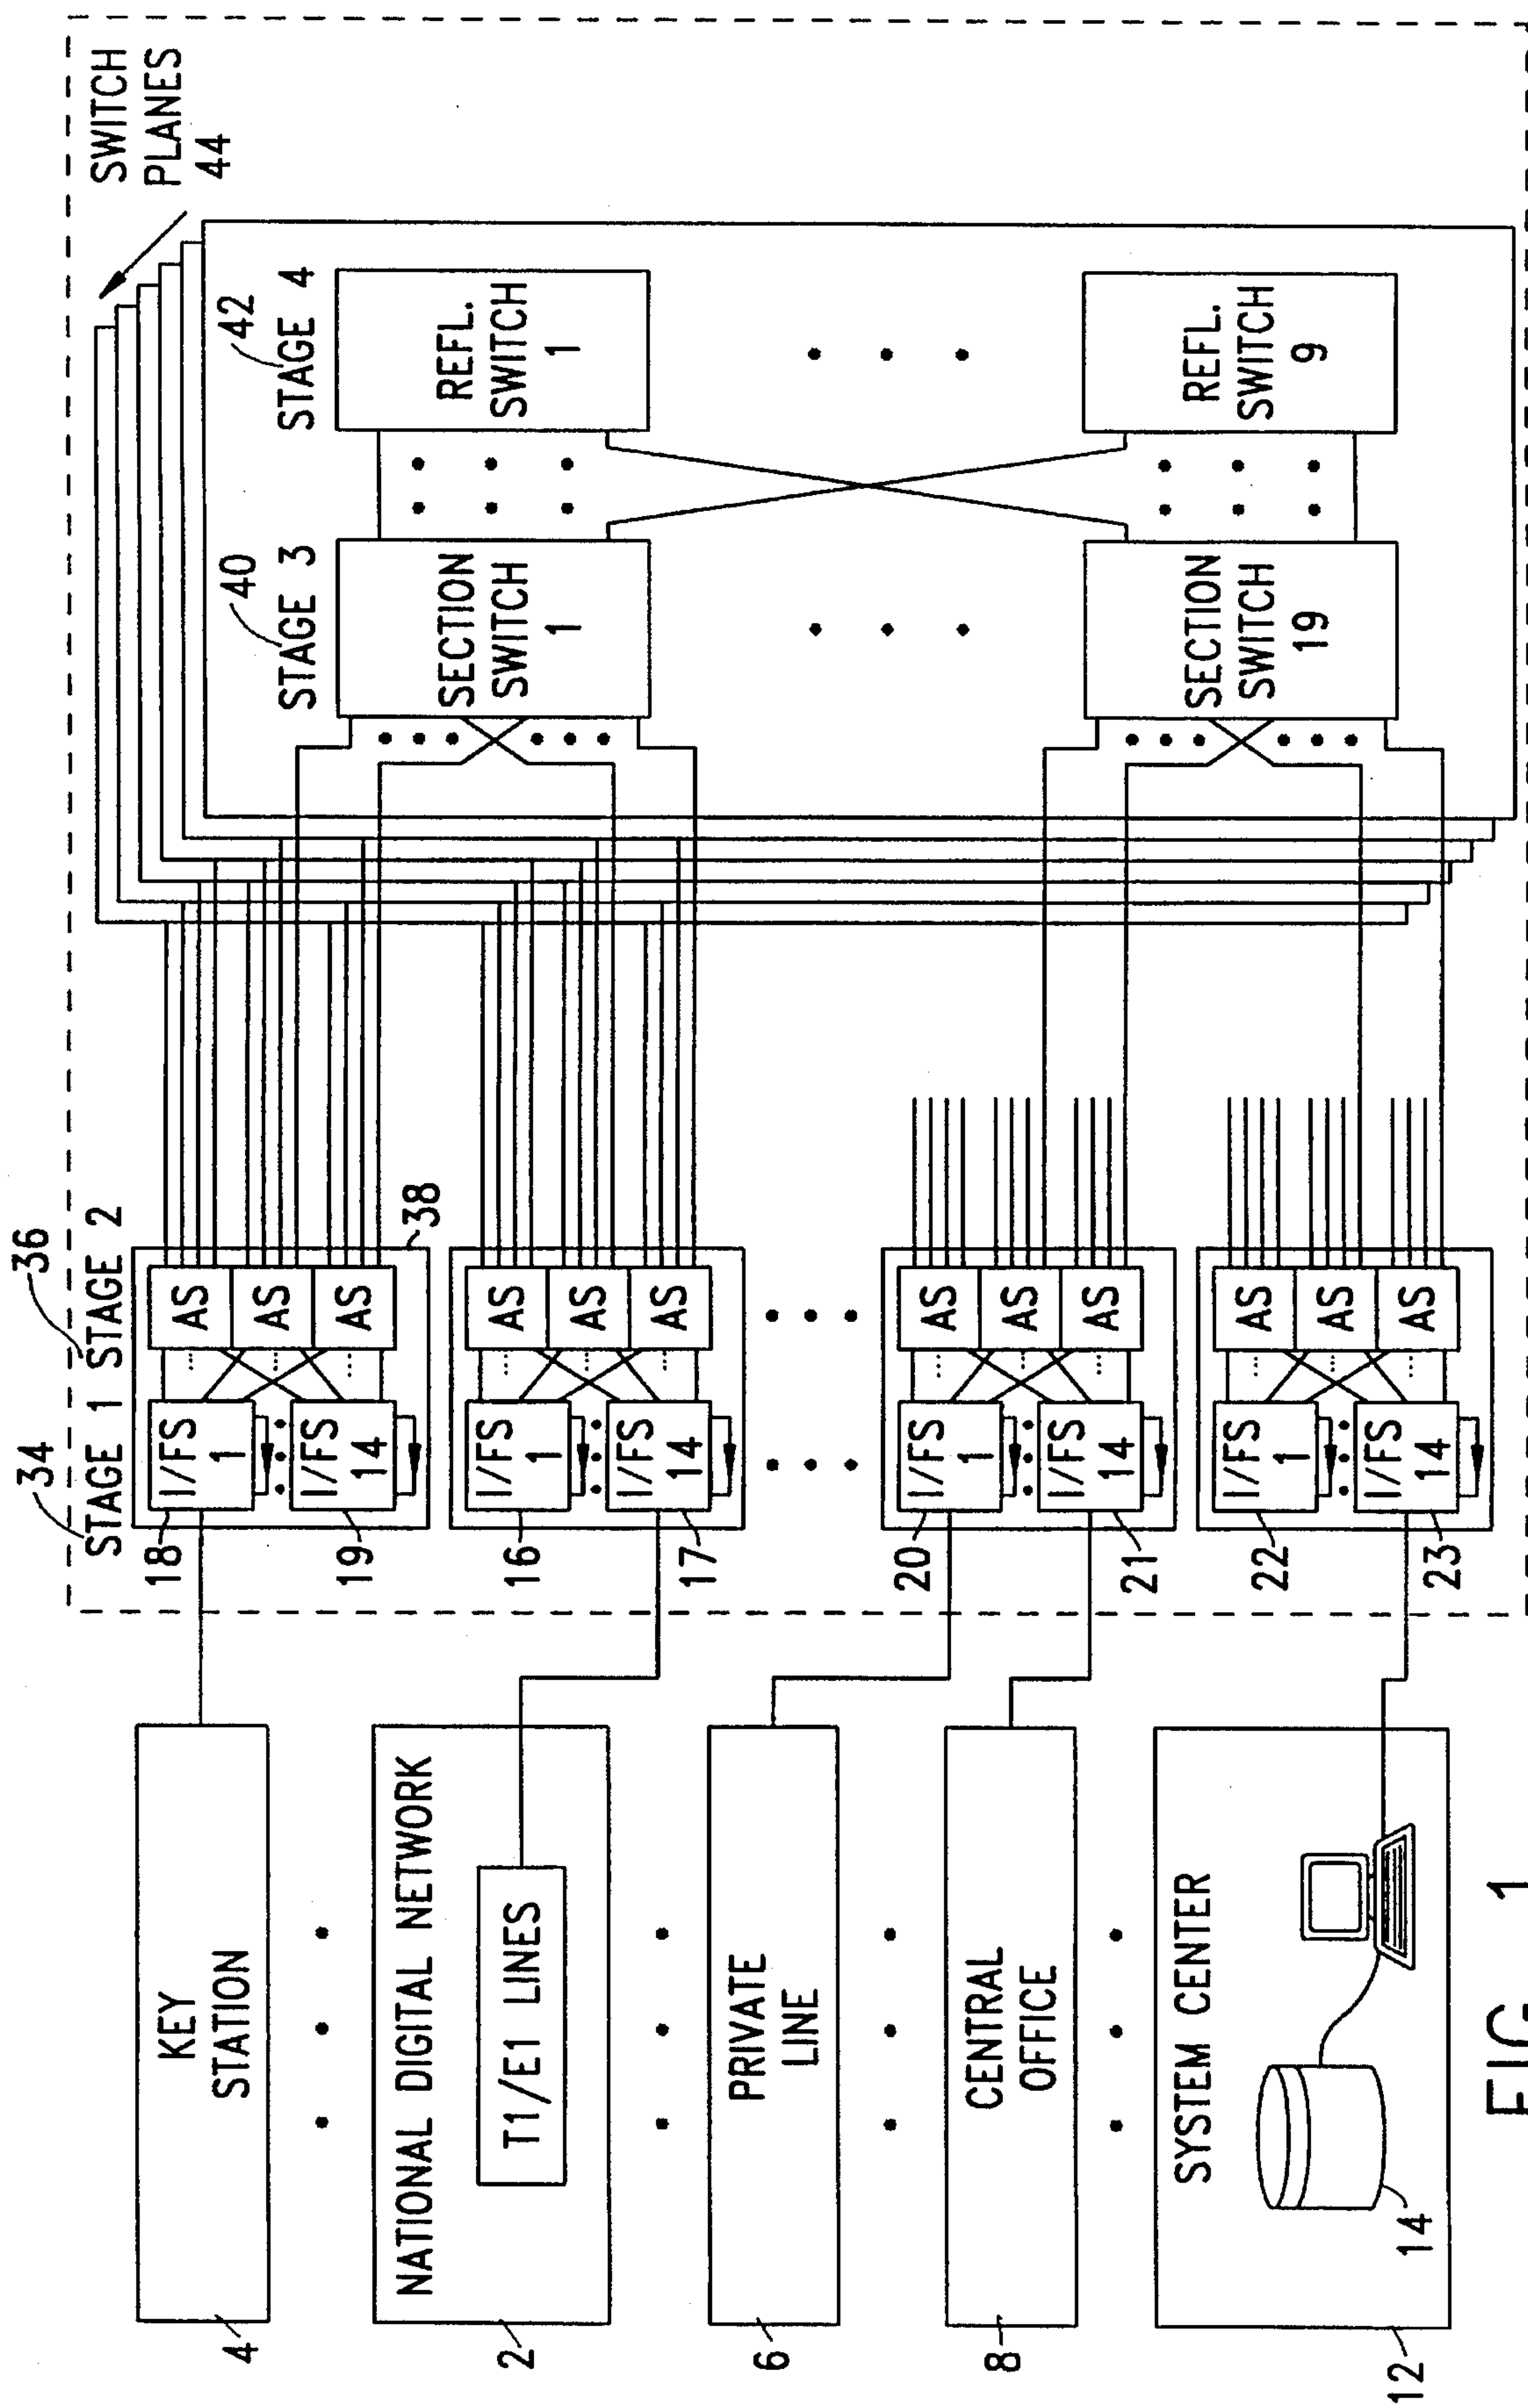 34
36
STAGE 1 STAGE 2
SWITCH
PLANES
44
18
I/FS
1
AS
AS
AS
I/FS
14
19
38
16
I/FS
1
AS
AS
AS
I/FS
14
17
20
I/FS
1
AS
AS
AS
I/FS
14
21
22
I/FS
1
AS
AS
AS
I/FS
14
23
40
STAGE 3
SECTION
SWITCH
1
SECTION
SWITCH
19
42
STAGE 4
REFL.
SWITCH
1
REFL.
SWITCH
9
KEY
STATION
4
NATIONAL DIGITAL NETWORK
T1/E1 LINES
2
PRIVATE
LINE
6
CENTRAL
OFFICE
8
SYSTEM CENTER
14
12
FIG. 1